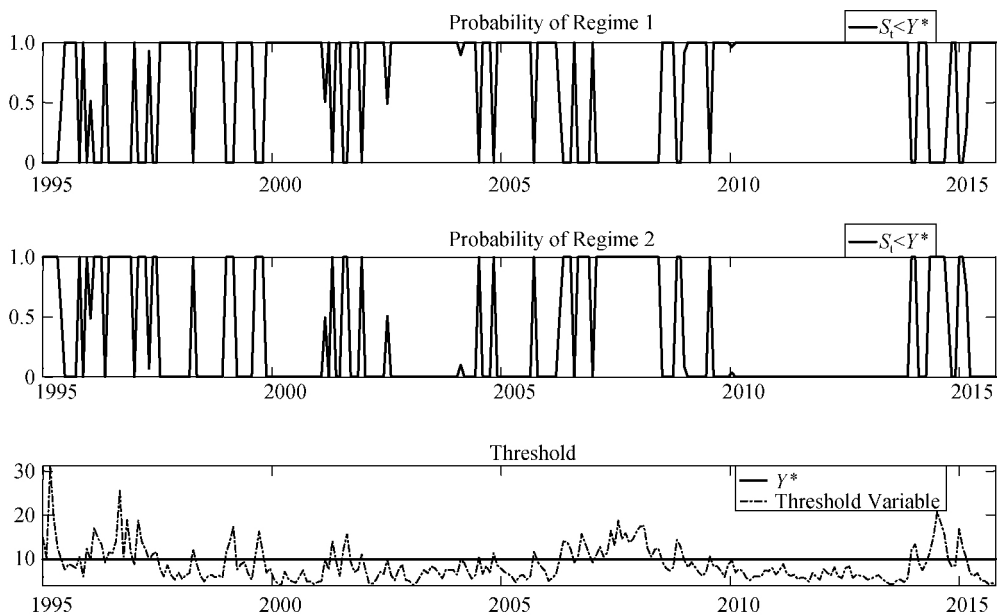 Probability of Regime 1
S_t<Y*
1.0
0.5
0
1995 2000 2005 2010 2015
Probability of Regime 2
S_t<Y*
1.0
0.5
0
1995 2000 2005 2010 2015
Threshold
30
20
10
Y*
Threshold Variable
1995 2000 2005 2010 2015